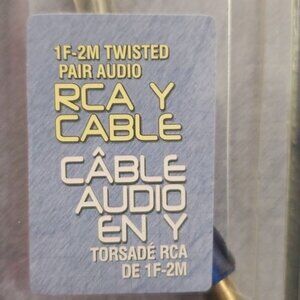 1F-2M TWISTED
PAIR AUDIO
RCA Y
CABLE
CÂBLE
AUDIO
EN Y
TORSADÉ RCA
DE 1F-2M